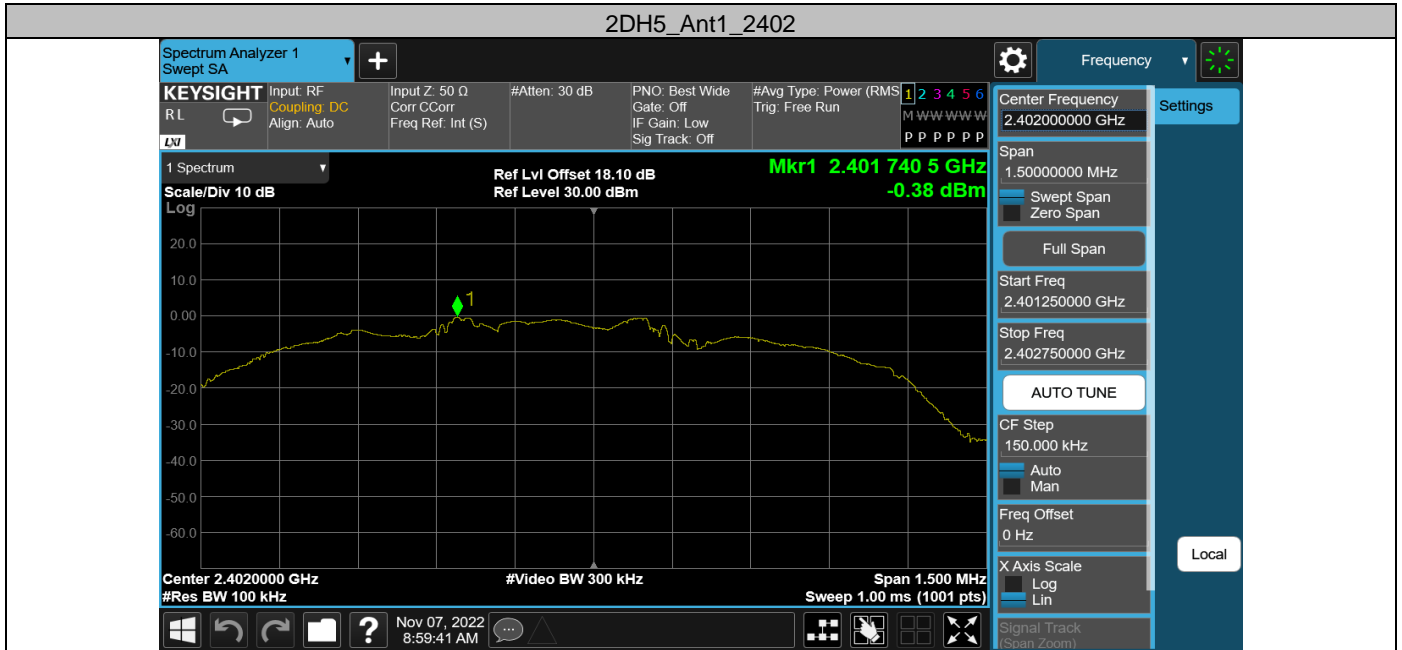 2DH5_Ant1_2402
Spectrum Analyzer 1
Swept SA
Frequency
KEYSIGHT
RL
LXI
Input: RF
Coupling: DC
Align: Auto
Input Z: 50 Ω
Corr CCorr
Freq Ref: Int (S)
#Atten: 30 dB
PNO: Best Wide
Gate: Off
IF Gain: Low
Sig Track: Off
#Avg Type: Power (RMS
Trig: Free Run
1 2 3 4 5 6
M W W W W W
P P P P P P
1 Spectrum
Scale/Div 10 dB
Log
Ref Lvl Offset 18.10 dB
Ref Level 30.00 dBm
Mkr1 2.401 740 5 GHz
-0.38 dBm
20.0
10.0
0.00
-10.0
-20.0
-30.0
-40.0
-50.0
-60.0
1
Center 2.4020000 GHz
#Res BW 100 kHz
#Video BW 300 kHz
Span 1.500 MHz
Sweep 1.00 ms (1001 pts)
Nov 07, 2022
8:59:41 AM
Settings
Center Frequency
2.402000000 GHz
Span
1.50000000 MHz
Swept Span
Zero Span
Full Span
Start Freq
2.401250000 GHz
Stop Freq
2.402750000 GHz
AUTO TUNE
CF Step
150.000 kHz
Auto
Man
Freq Offset
0 Hz
X Axis Scale
Log
Lin
Signal Track
(Span Zoom)
Local